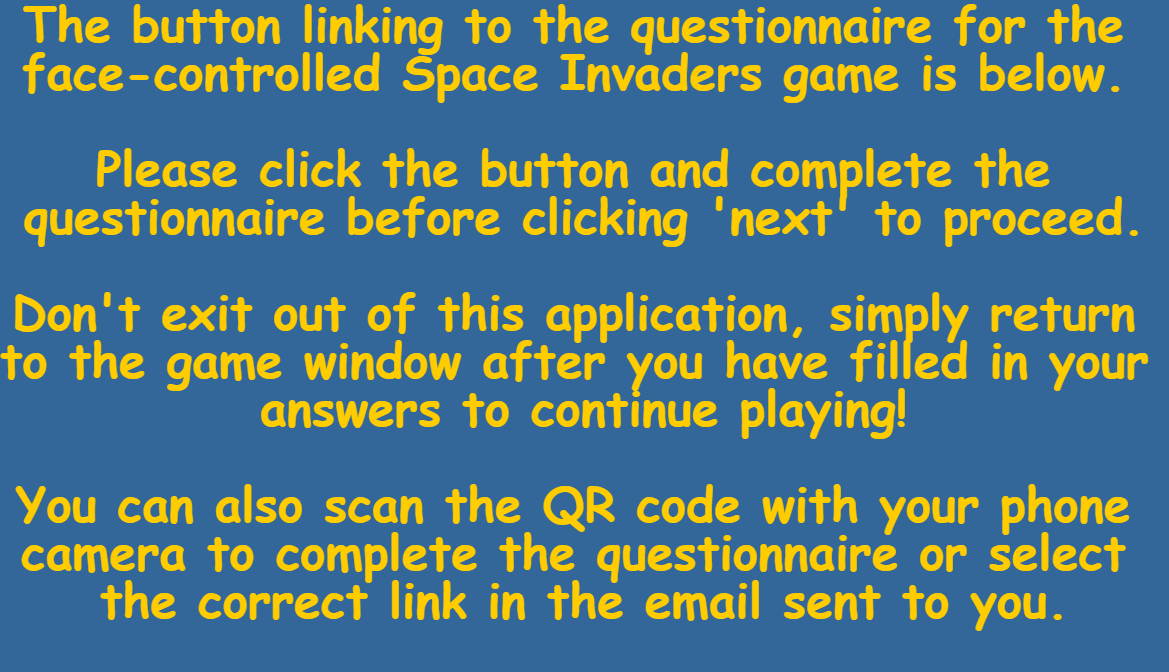 The button linking to the questionnaire for the
face-controlled Space Invaders game is below.
Please click the button and complete the
questionnaire before clicking 'next' to proceed.
Don't exit out of this application, simply return
to the game window after you have filled in your
answers to continue playing!
You can also scan the QR code with your phone
camera to complete the questionnaire or select
the correct link in the email sent to you.